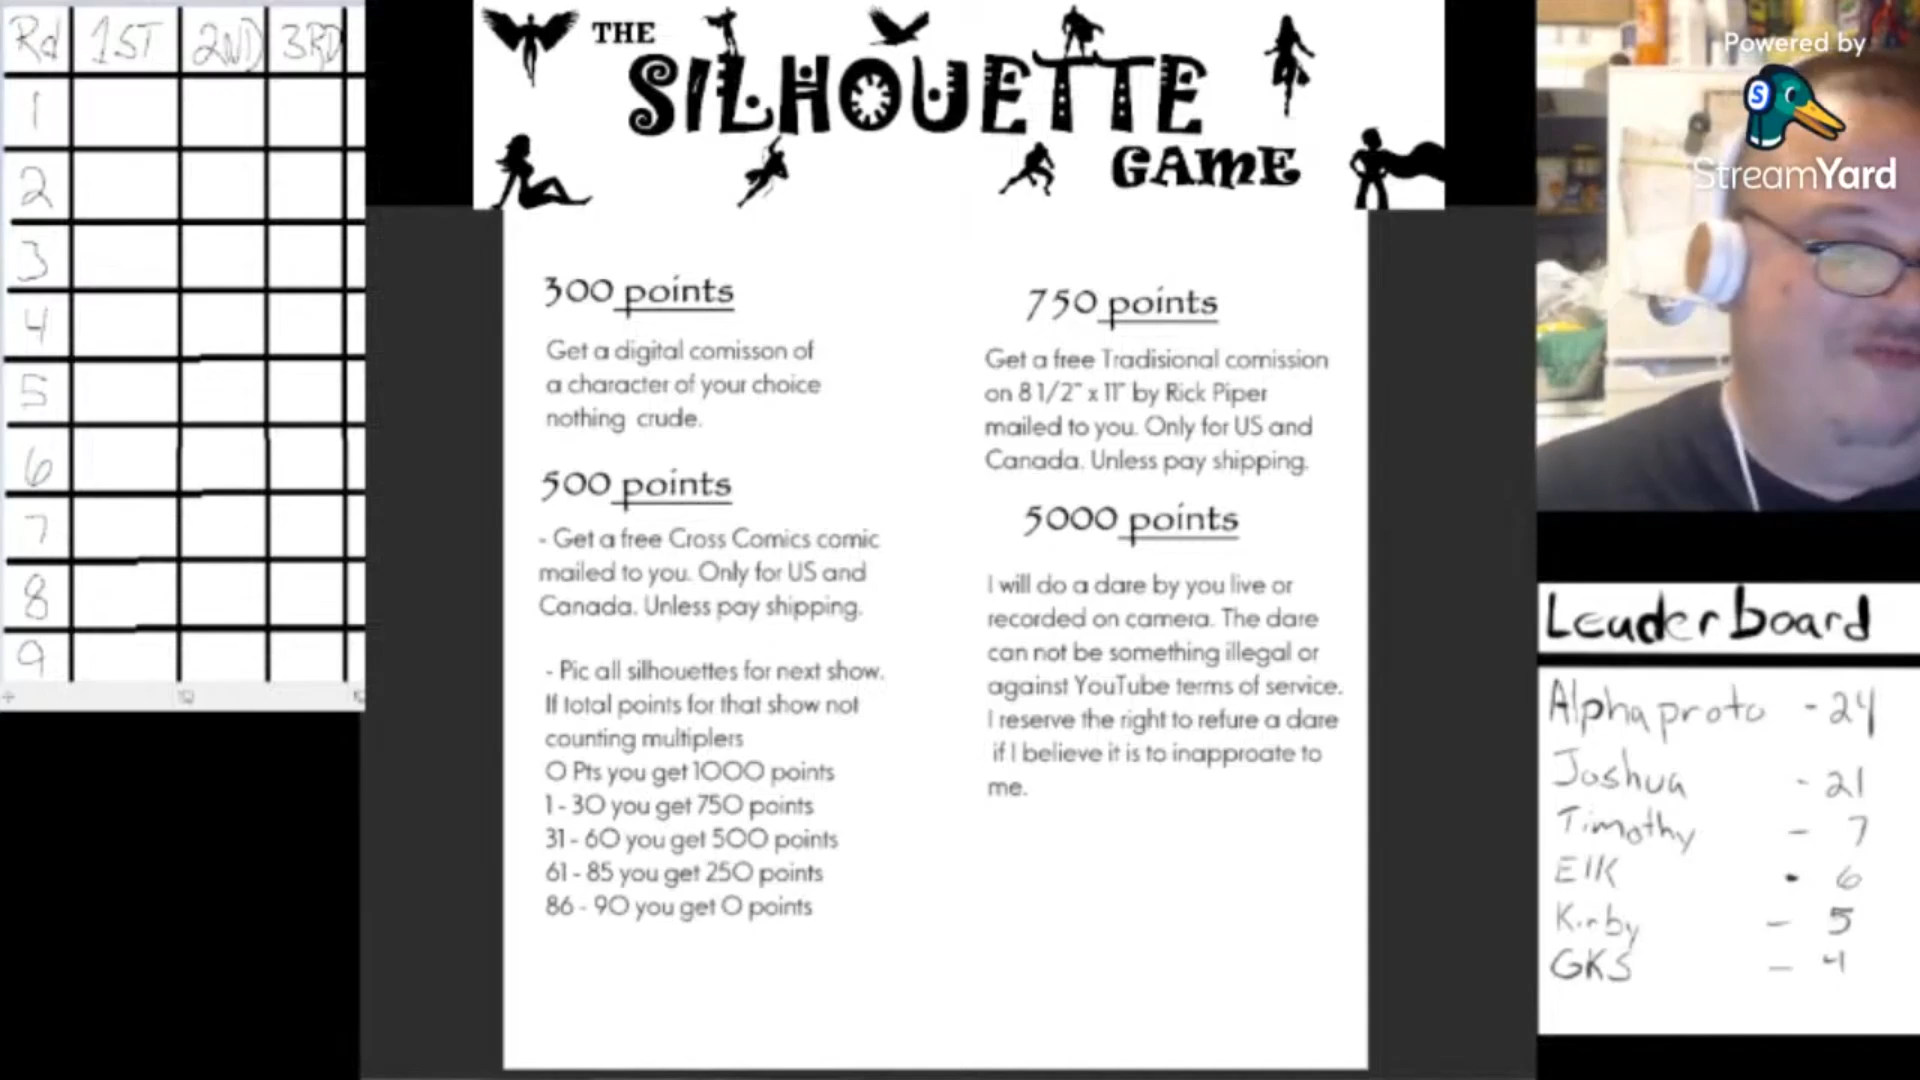 Rd 1ST 2ND 3RD
1
2
3
4
5
6
7
8
9
THE
SILHOUETTE
GAME
300 points
Get a digital comisson of
a character of your choice
nothing crude.
500 points
- Get a free Cross Comics comic
mailed to you. Only for US and
Canada. Unless pay shipping.
- Pic all silhouettes for next show.
If total points for that show not
counting multiplers
0 Pts you get 1000 points
1 - 30 you get 750 points
31 - 60 you get 500 points
61 - 85 you get 250 points
86 - 90 you get 0 points
750 points
Get a free Tradisional comission
on 8 1/2" x 11" by Rick Piper
mailed to you. Only for US and
Canada. Unless pay shipping.
5000 points
I will do a dare by you live or
recorded on camera. The dare
can not be something illegal or
against YouTube terms of service.
I reserve the right to refure a dare
if I believe it is to inapproate to
me.
Powered by
S
StreamYard
Leaderboard
Alphaproto - 24
Joshua - 21
Timothy - 7
Elk - 6
Kirby - 5
GKS - 4